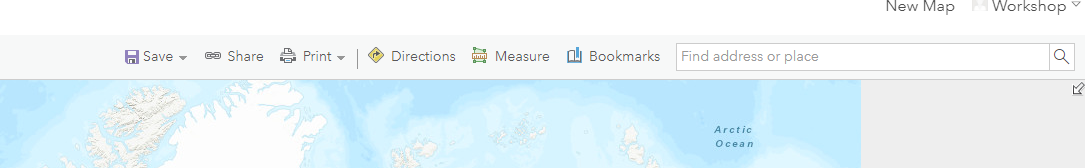 New Map Workshop
Save Share Print Directions Measure Bookmarks Find address or place
Arctic
Ocean